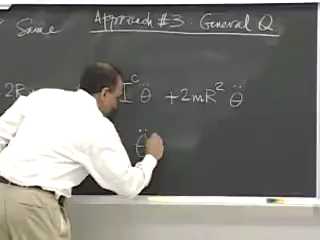 Same Approach #3: General Q
2R I^C θ̈ + 2mR² θ̈
θ̈